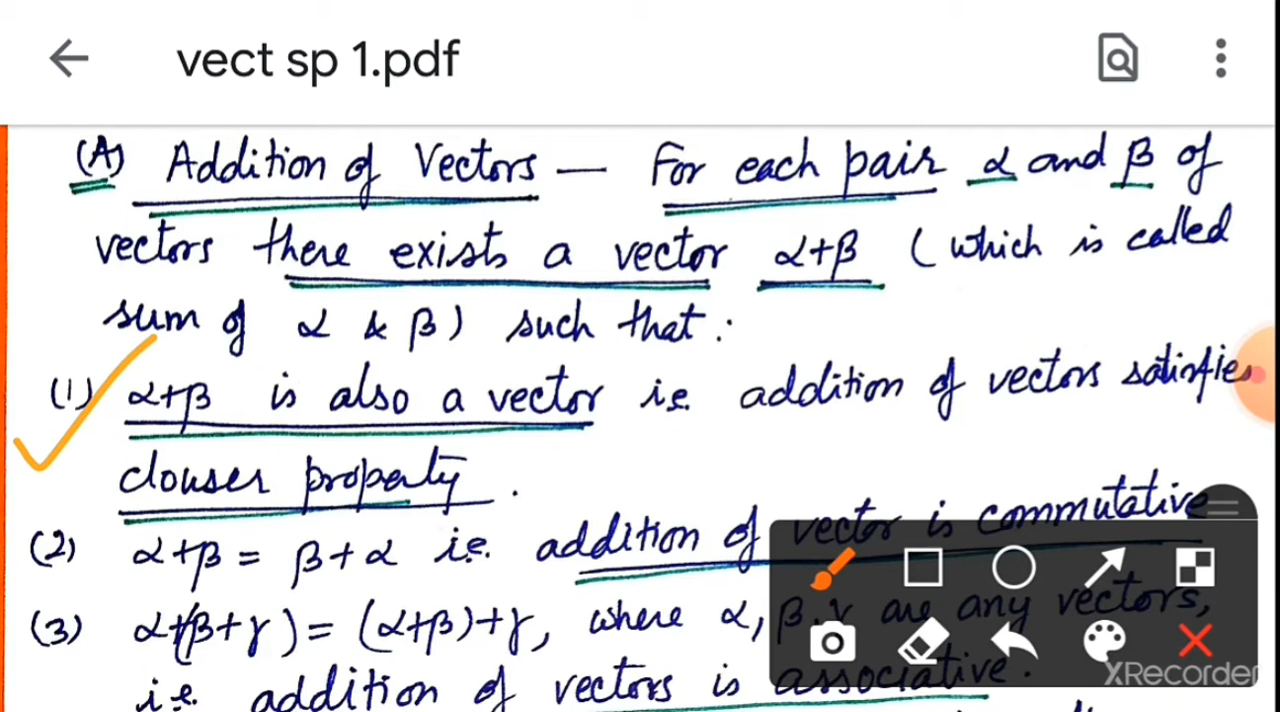 vect sp 1.pdf
(A) Addition of Vectors — For each pair α and β of
vectors there exists a vector α+β (which is called
sum of α & β) such that :
(1) α+β is also a vector i.e. addition of vectors satisfies
clouser property.
(2) α+β = β+α i.e. addition of vector is commutative
(3) α+(β+γ) = (α+β)+γ, where α, β, γ are any vectors,
i.e. addition of vectors is associative.
XRecorder